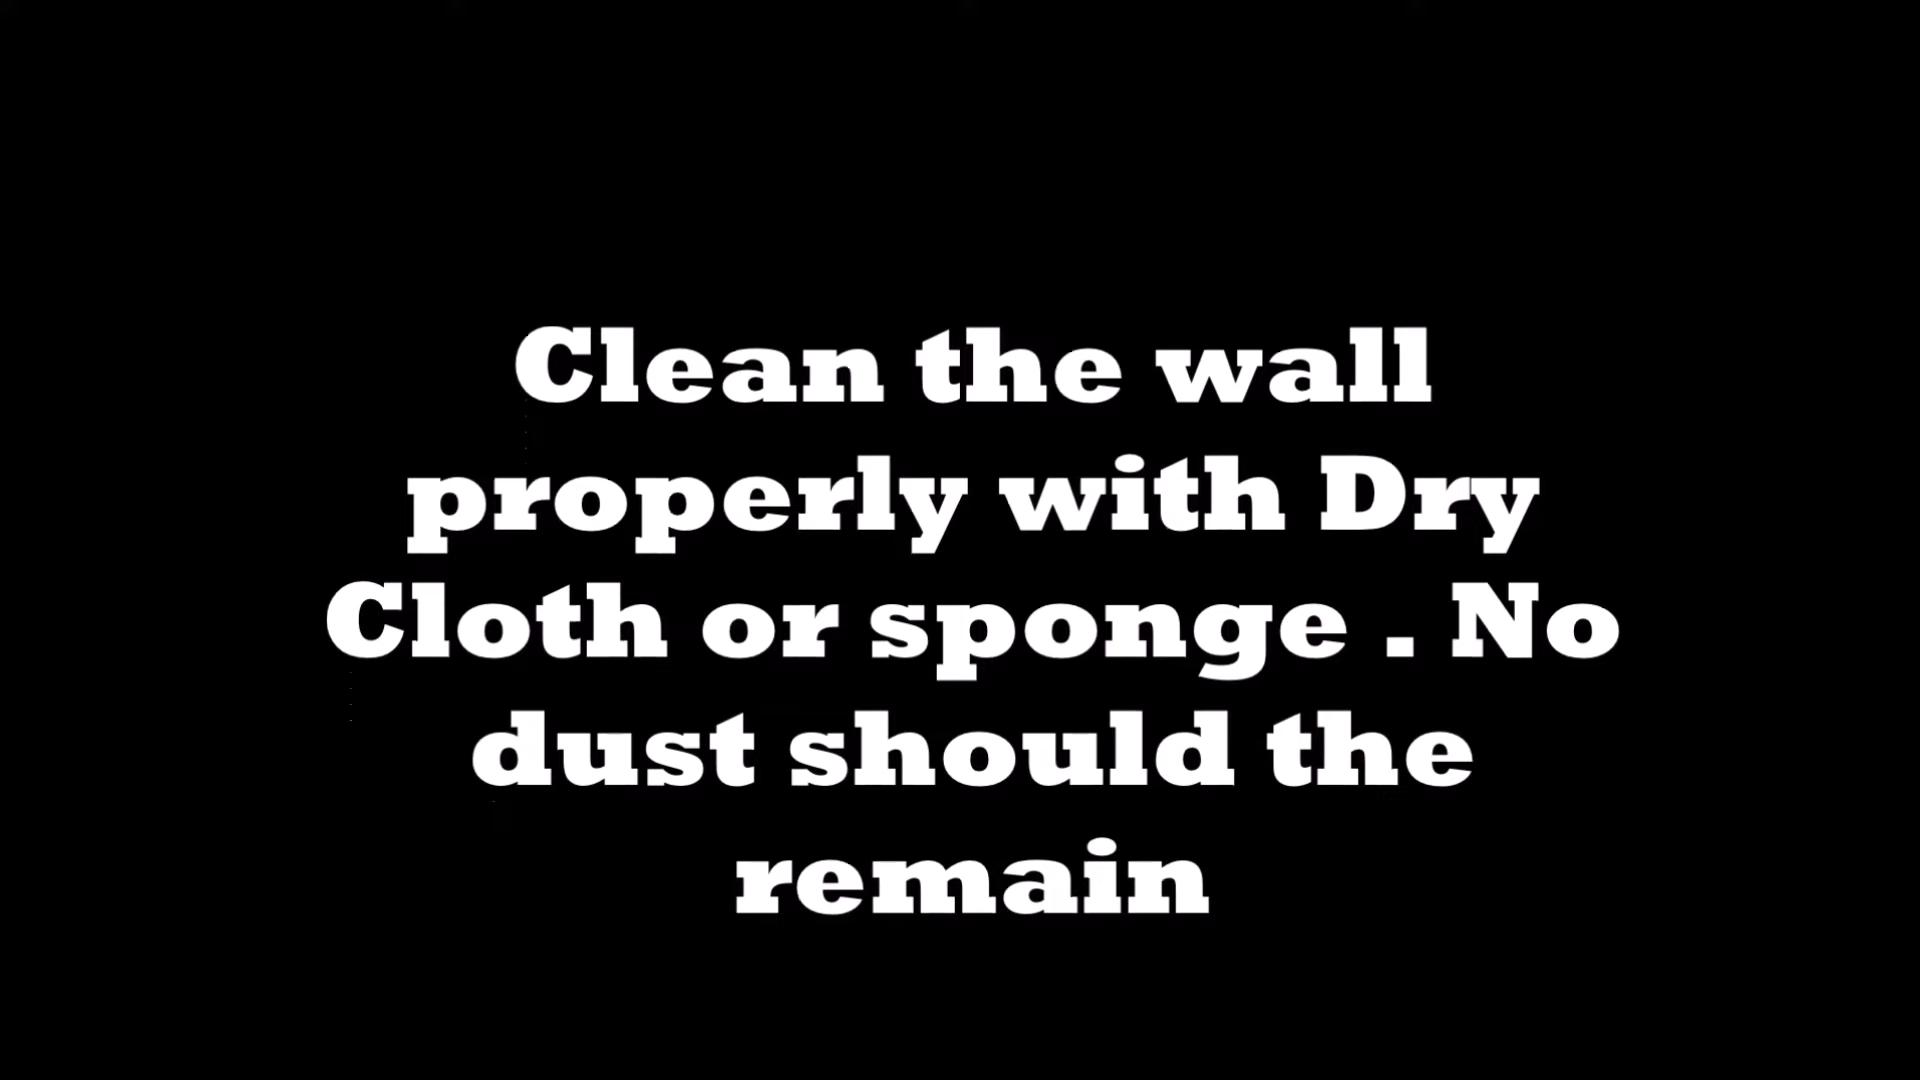 Clean the wall
properly with Dry
Cloth or sponge . No
dust should the
remain